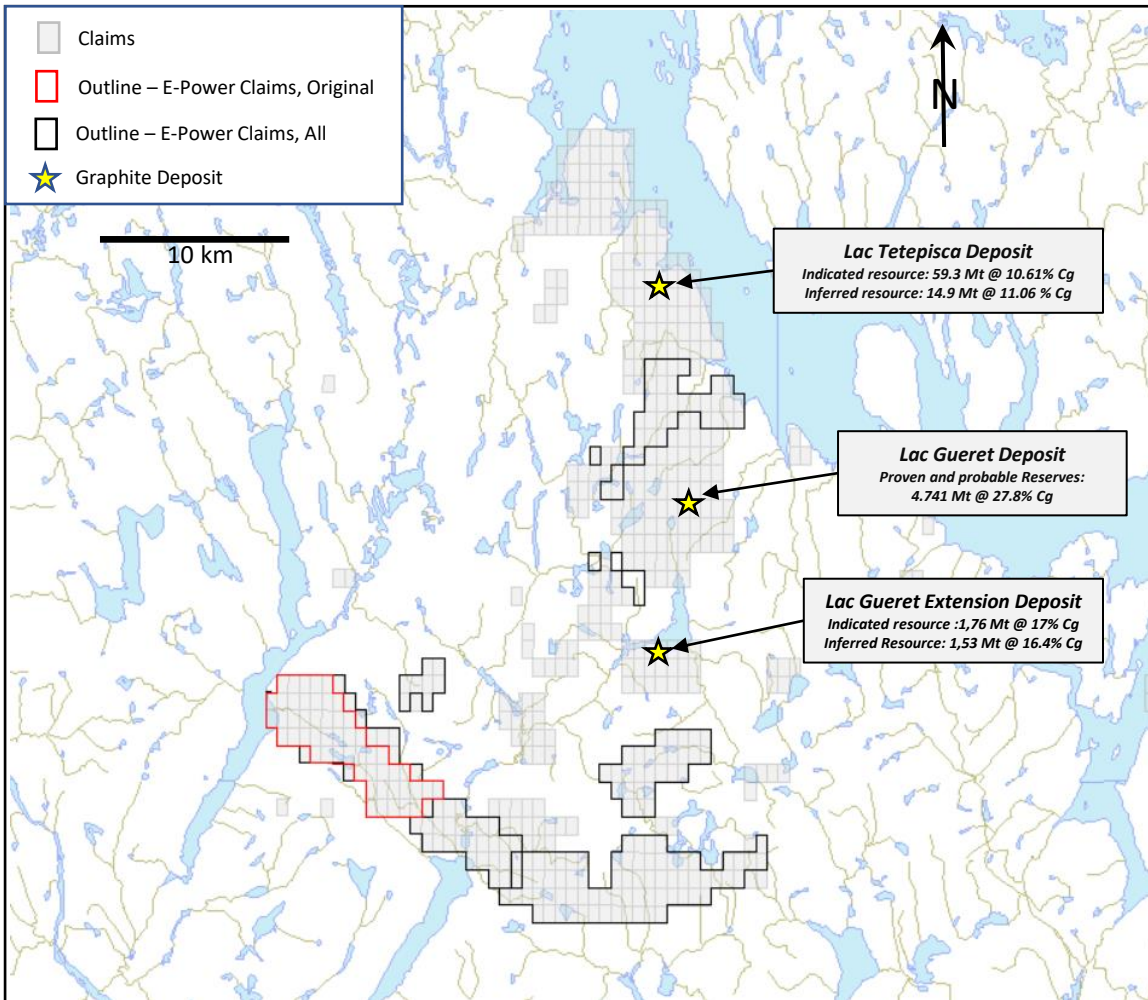 Claims
Outline – E-Power Claims, Original
Outline – E-Power Claims, All
Graphite Deposit
N
10 km
Lac Tetepisca Deposit
Indicated resource: 59.3 Mt @ 10.61% Cg
Inferred resource: 14.9 Mt @ 11.06 % Cg
Lac Gueret Deposit
Proven and probable Reserves:
4.741 Mt @ 27.8% Cg
Lac Gueret Extension Deposit
Indicated resource :1,76 Mt @ 17% Cg
Inferred Resource: 1,53 Mt @ 16.4% Cg